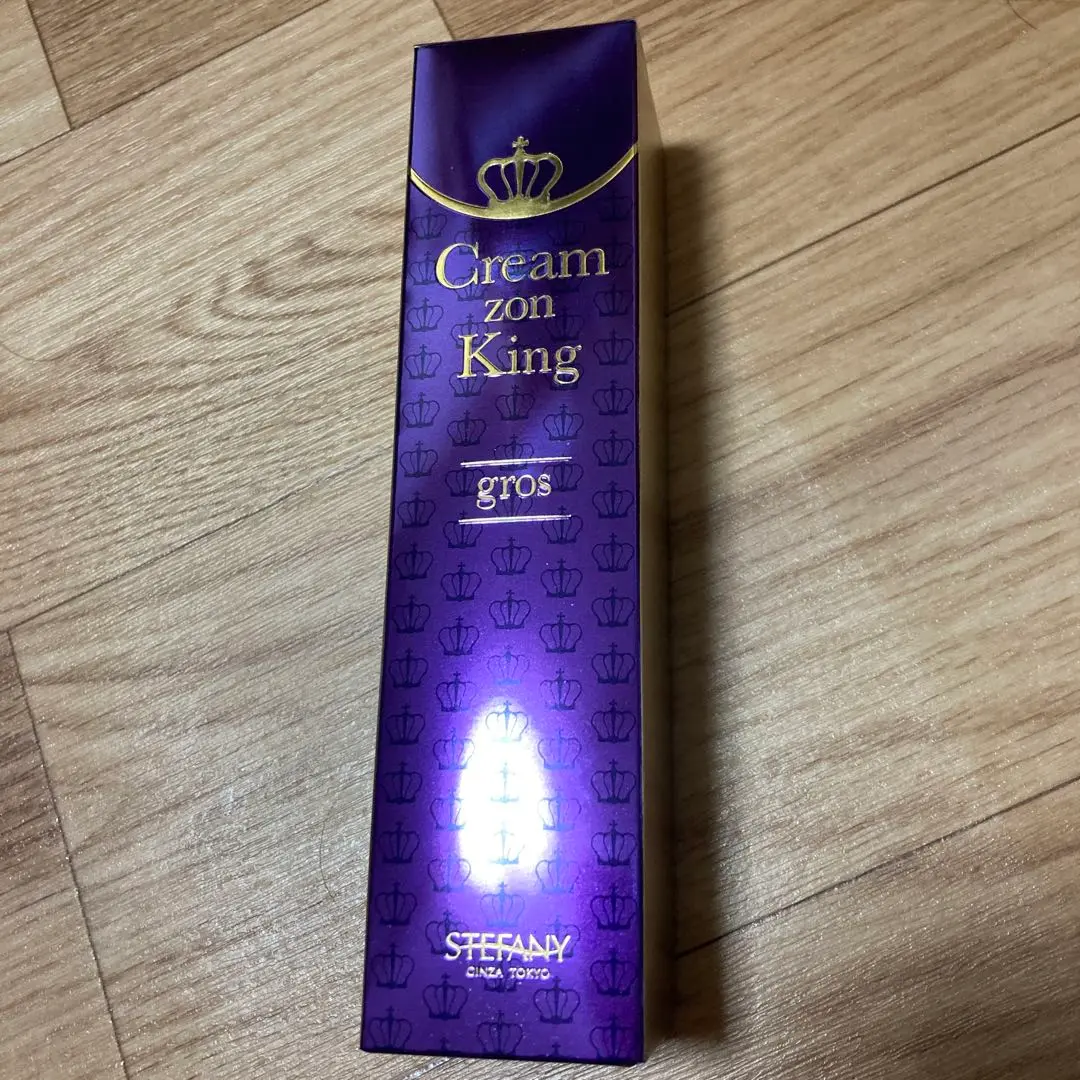 Cream
zon
King
gros
STEFANY
GINZA TOKYO